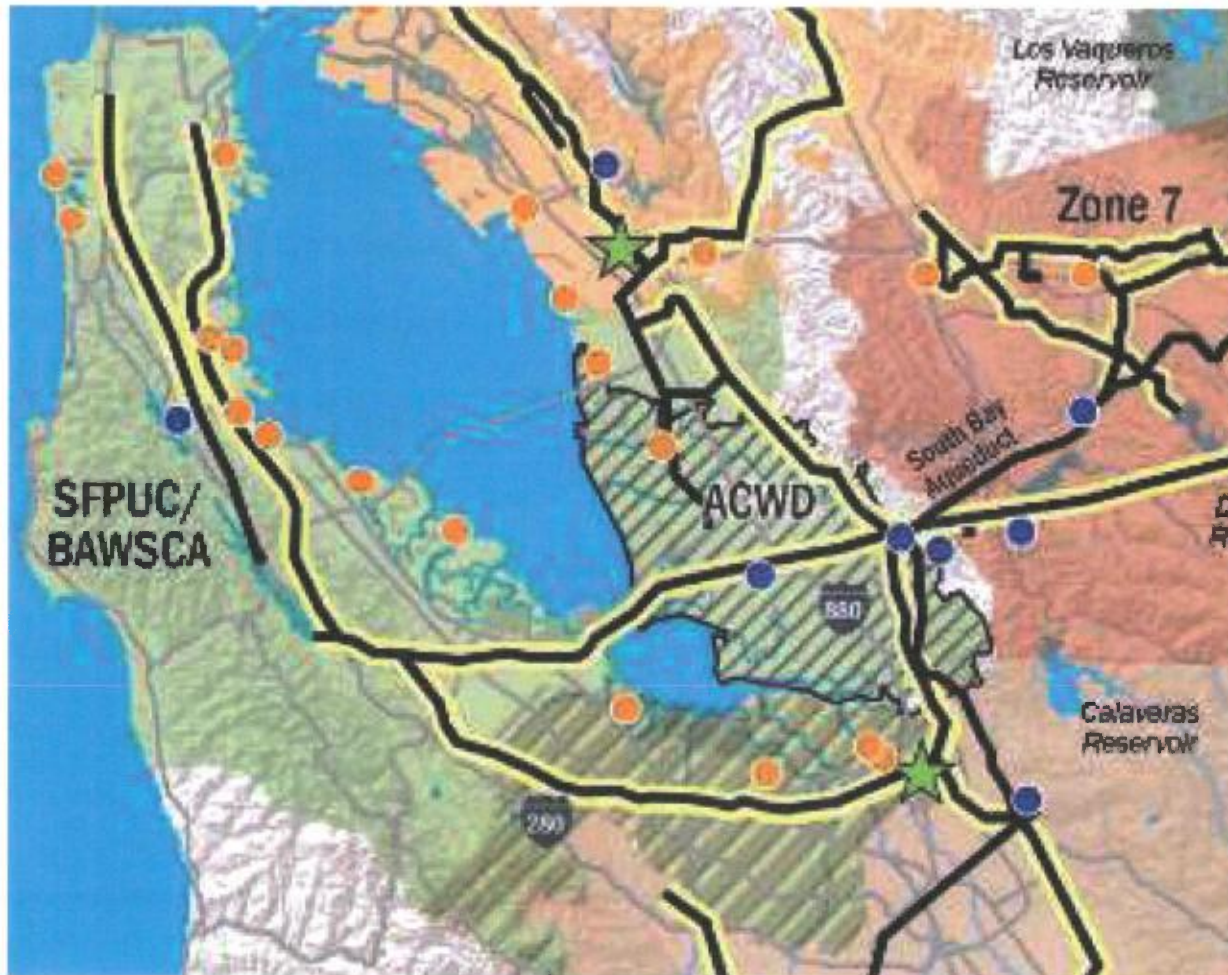 Los Vaqueros
Reservoir
Zone 7
South Bay
Aqueduct
SFPUC/
BAWSCA
ACWD
880
Calaveras
Reservoir
280